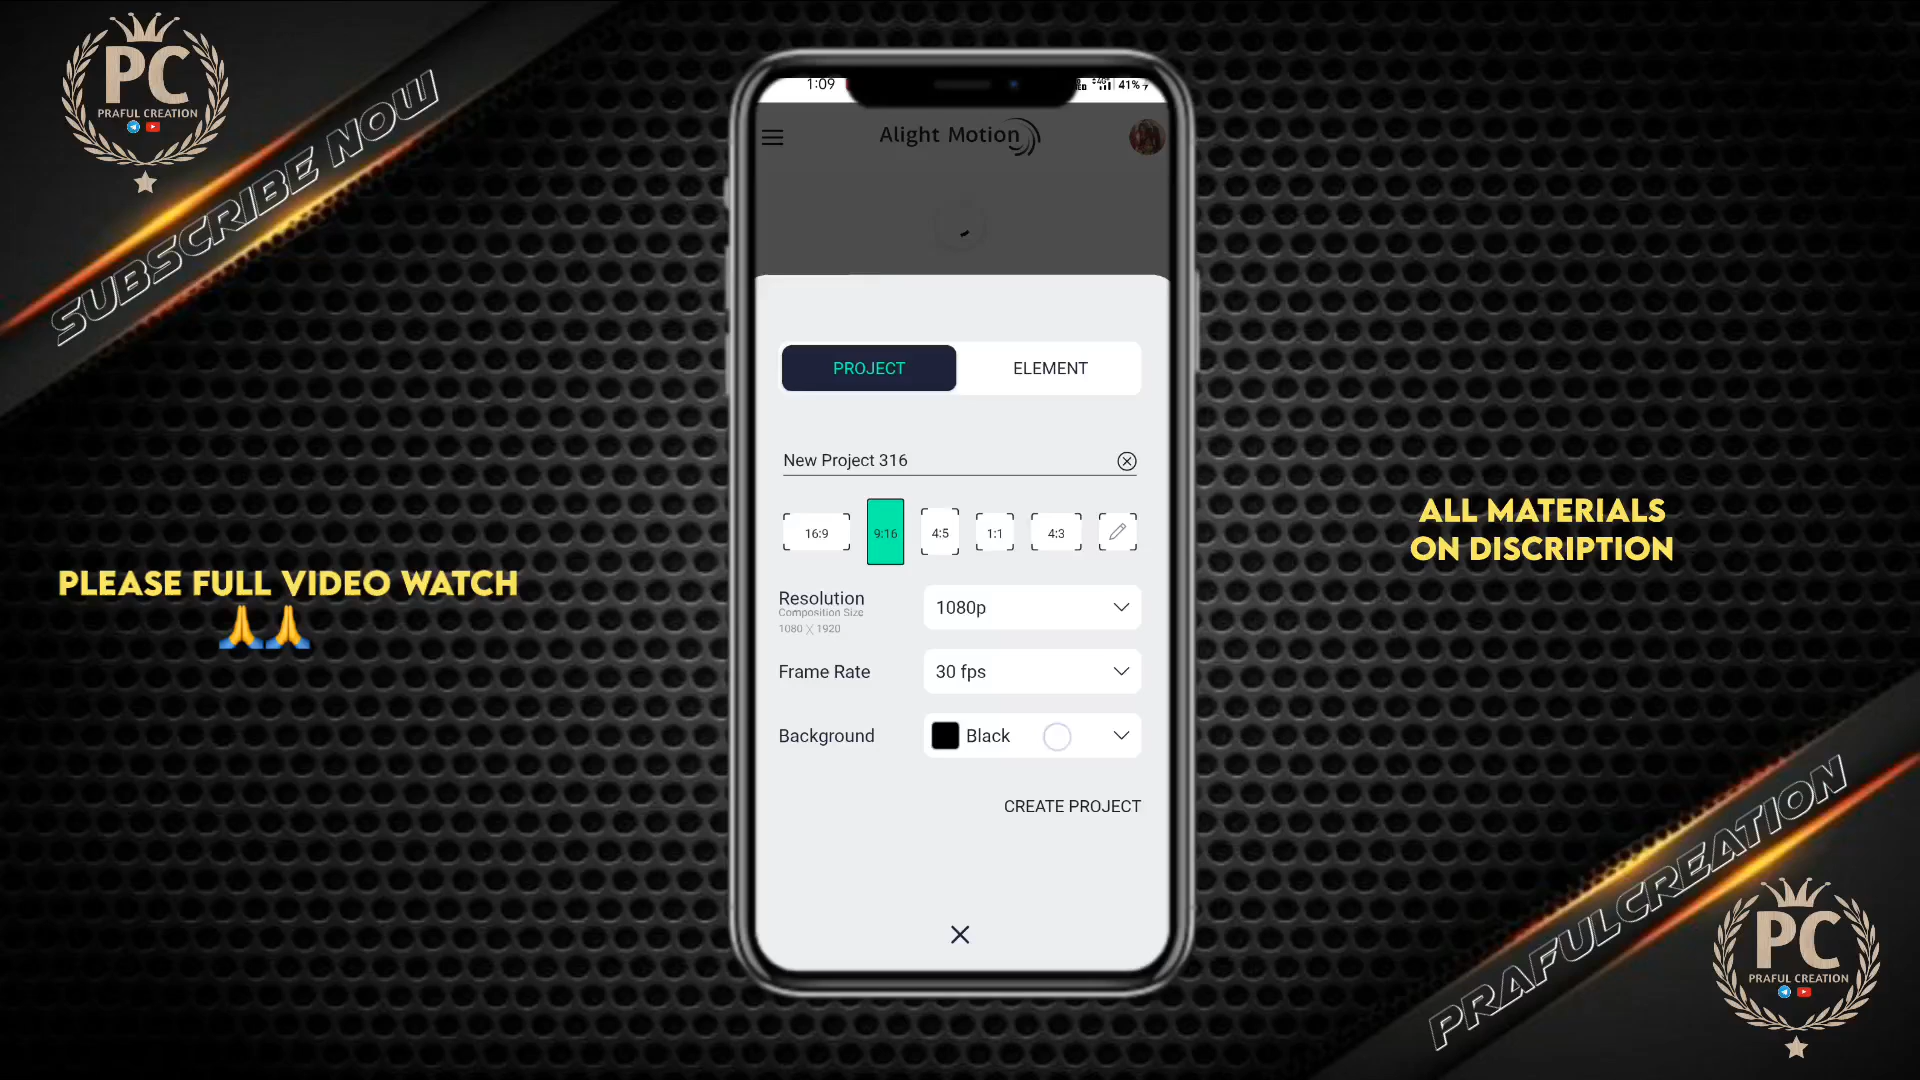 PC
PRAFUL CREATION
SUBSCRIBE NOW
1:09
4G
41%
Alight Motion
PROJECT
ELEMENT
New Project 316
16:9
9:16
4:5
1:1
4:3
Resolution
Composition Size
1080 X 1920
1080p
Frame Rate
30 fps
Background
Black
CREATE PROJECT
PLEASE FULL VIDEO WATCH
🙏🙏
ALL MATERIALS
ON DISCRIPTION
PRAFULCREATION
PC
PRAFUL CREATION